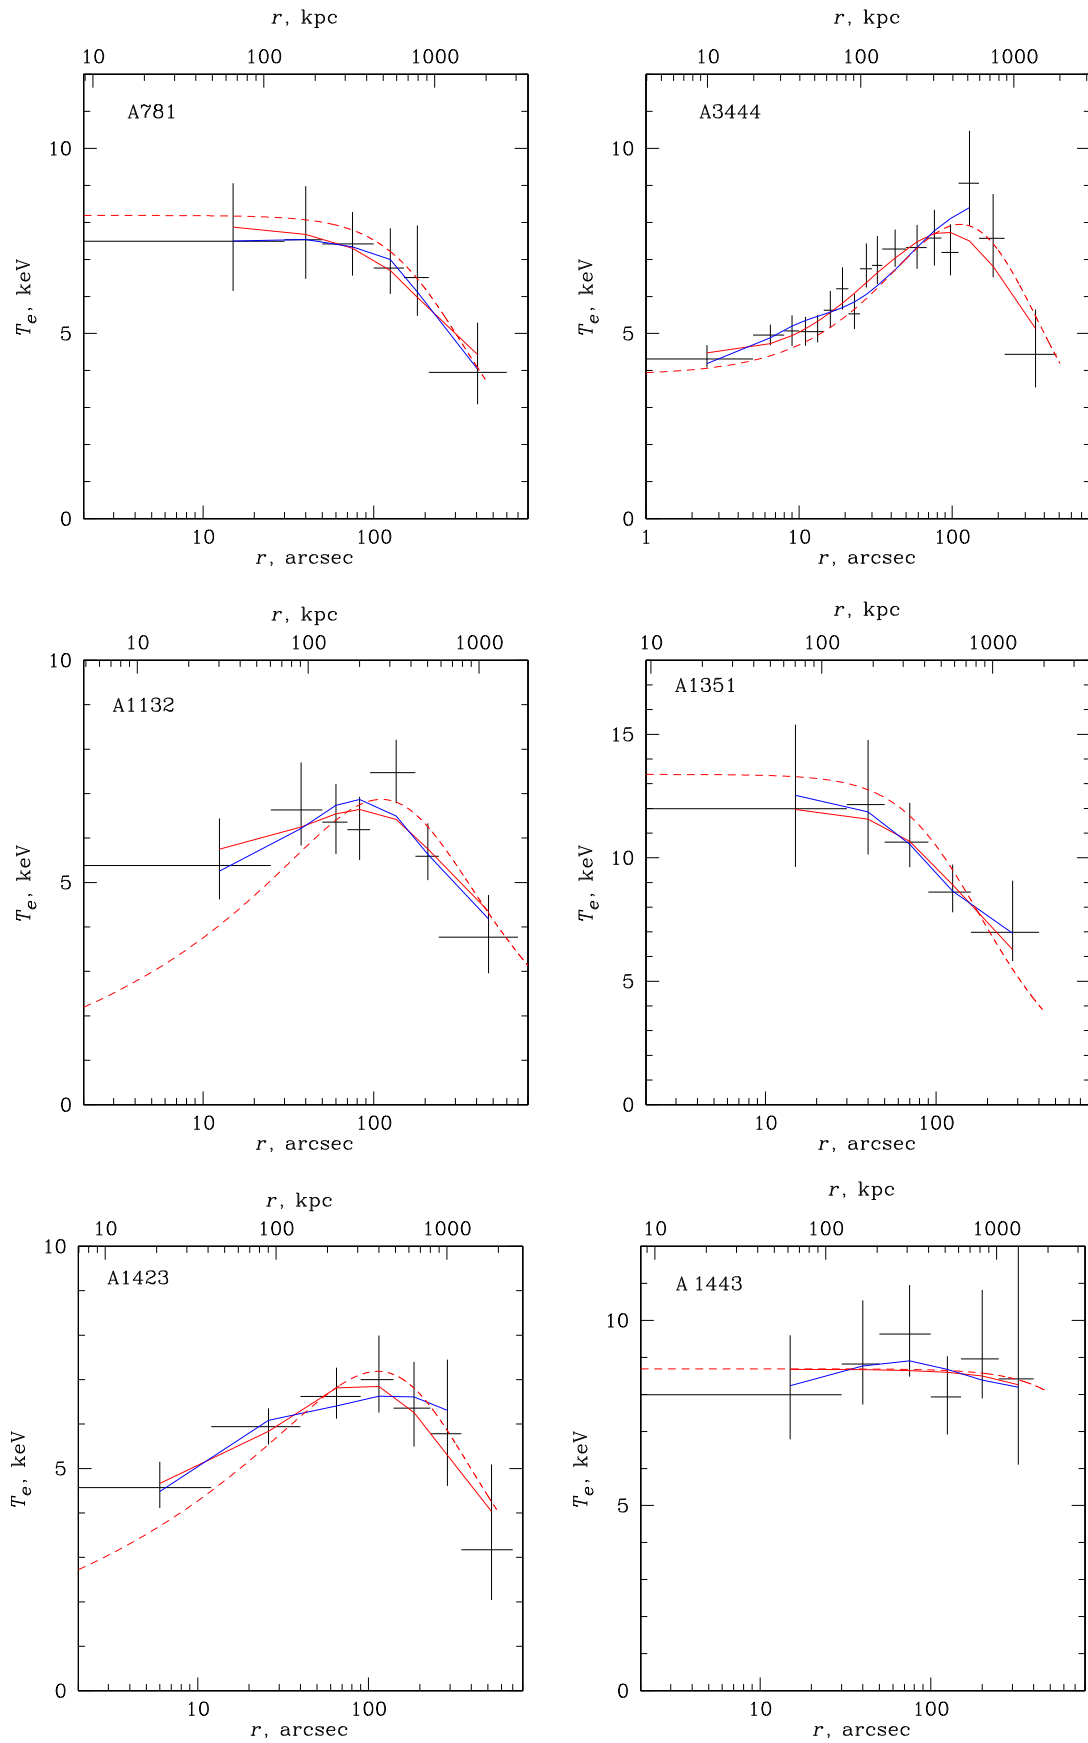 r, kpc r, kpc
10 100 1000 10 100 1000
A781 A3444
10 10
T_e, keV T_e, keV
5 5
0 0
10 100 1 10 100
r, arcsec r, arcsec
r, kpc r, kpc
10 100 1000 10 100 1000
10
A1132 A1351
15
10
T_e, keV T_e, keV
5 5
0 0
10 100 10 100
r, arcsec r, arcsec
r, kpc r, kpc
10 100 1000 10 100 1000
10
A1423 A1443
10
T_e, keV T_e, keV
5 5
0 0
10 100 10 100
r, arcsec r, arcsec